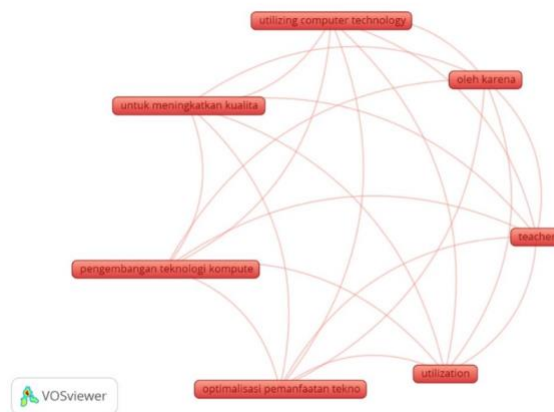 utilizing computer technology
oleh karena
untuk meningkatkan kualita
teacher
pengembangan teknologi kompute
utilization
optimalisasi pemanfaatan tekno
VOSviewer